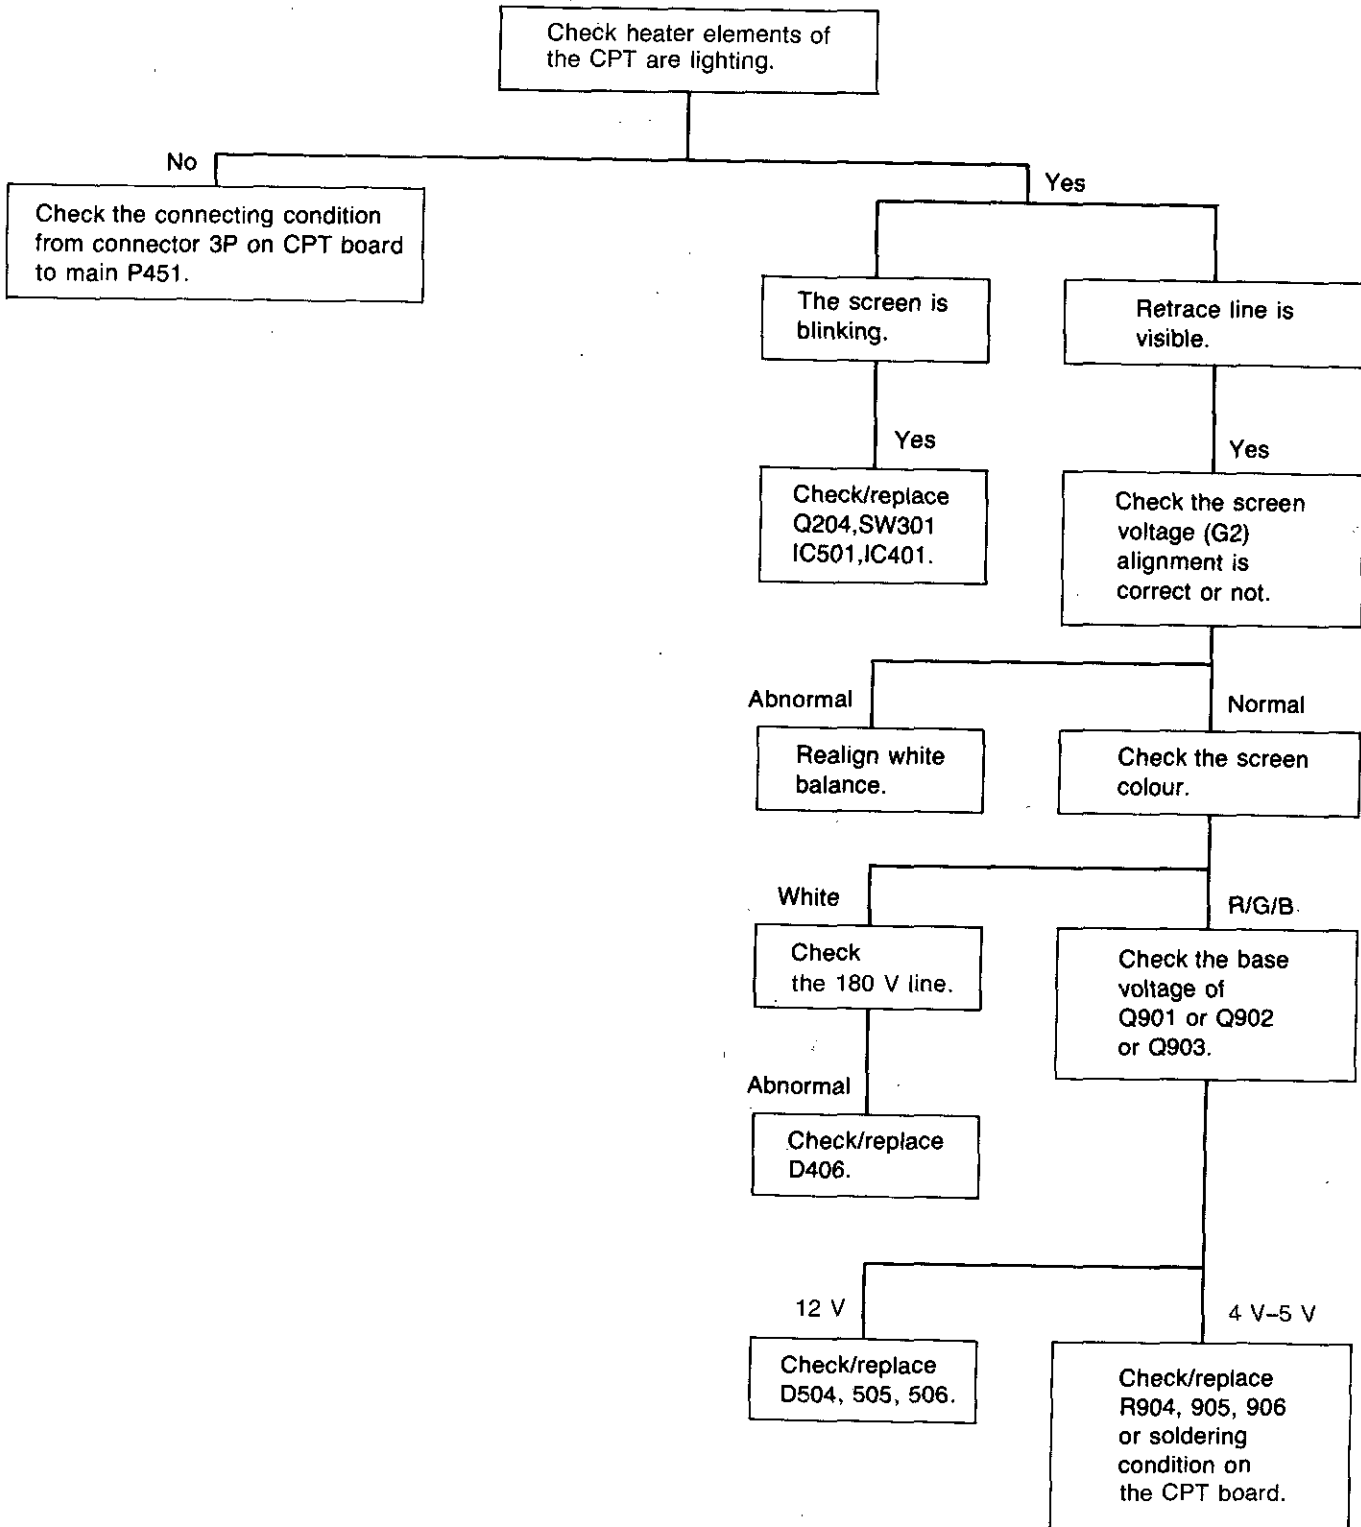 Check heater elements of
the CPT are lighting.
No
Yes
Check the connecting condition
from connector 3P on CPT board
to main P451.
The screen is
blinking.
Retrace line is
visible.
Yes
Yes
Check/replace
Q204,SW301
IC501,IC401.
Check the screen
voltage (G2)
alignment is
correct or not.
Abnormal
Normal
Realign white
balance.
Check the screen
colour.
White
R/G/B
Check
the 180 V line.
Check the base
voltage of
Q901 or Q902
or Q903.
Abnormal
Check/replace
D406.
12 V
4 V–5 V
Check/replace
D504, 505, 506.
Check/replace
R904, 905, 906
or soldering
condition on
the CPT board.